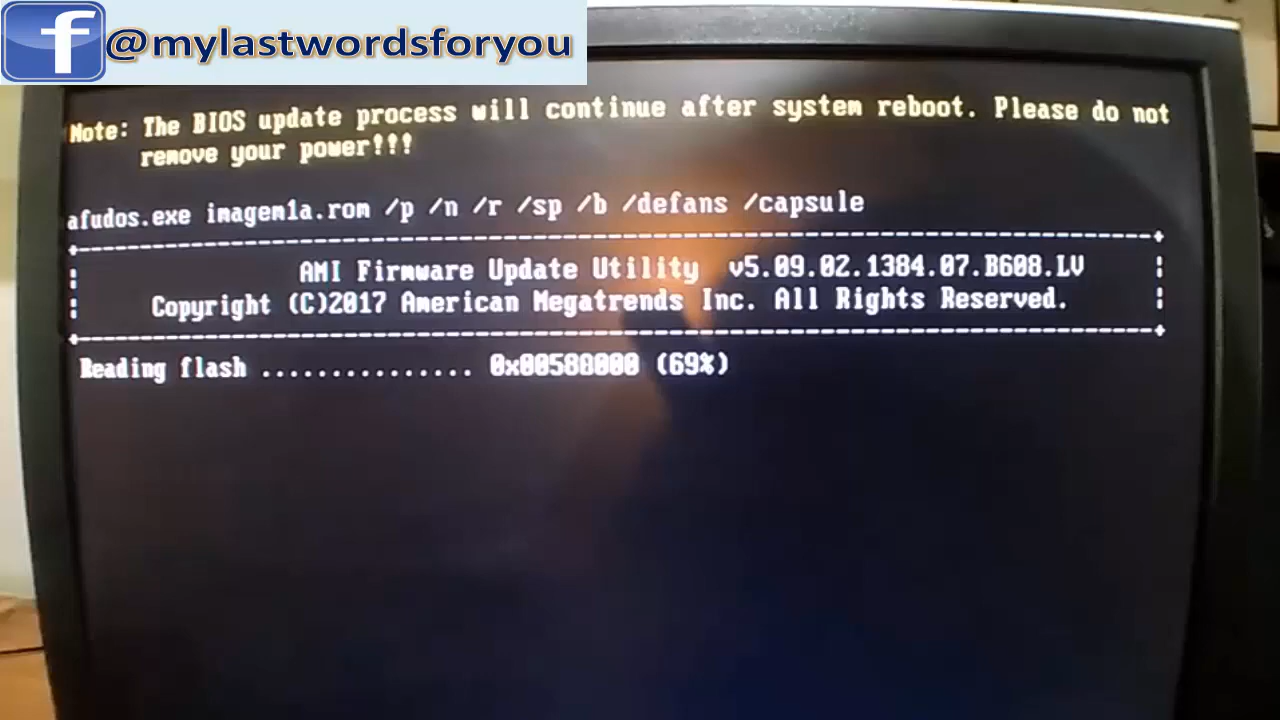 f @mylastwordsforyou
Note: The BIOS update process will continue after system reboot. Please do not
remove your power!!!
afudos.exe imagem1a.rom /p /n /r /sp /b /defans /capsule
AMI Firmware Update Utility v5.09.02.1384.07.B608.LV
Copyright (C)2017 American Megatrends Inc. All Rights Reserved.
Reading flash ............... 0x00580000 (69%)